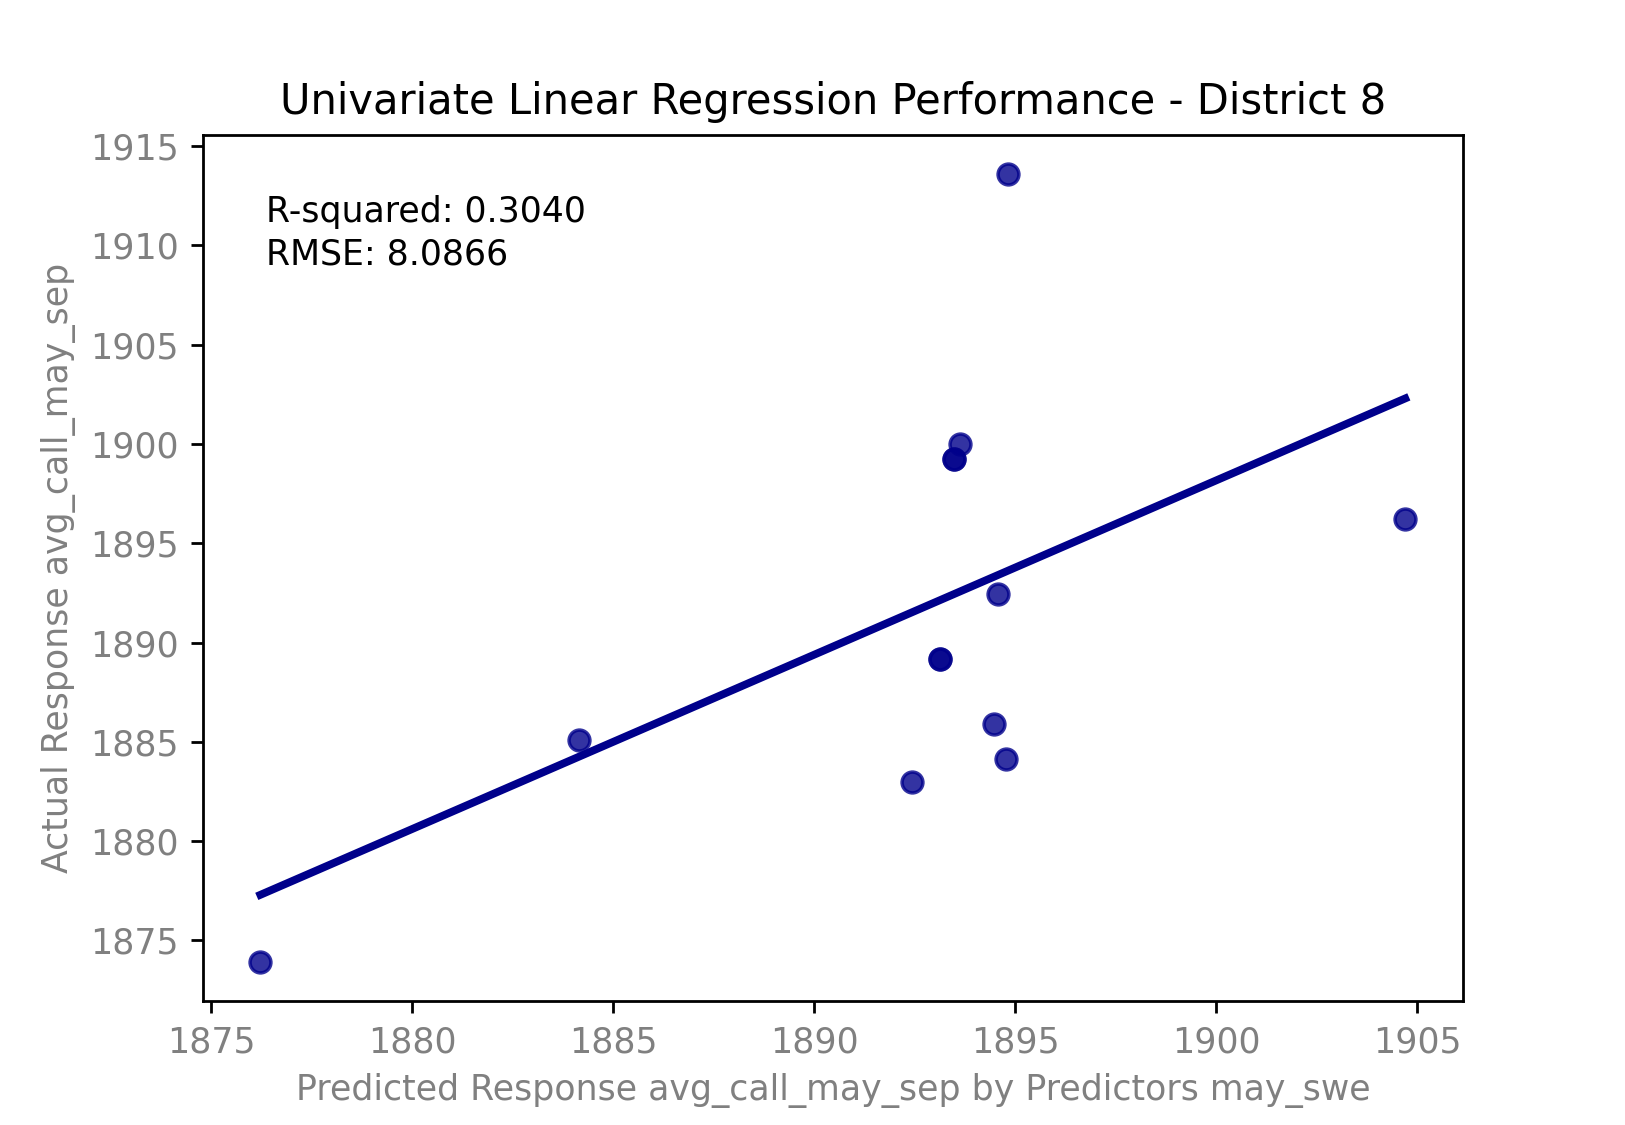 Univariate Linear Regression Performance - District 8
R-squared: 0.3040
RMSE: 8.0866
Actual Response avg_call_may_sep
1915
1910
1905
1900
1895
1890
1885
1880
1875
1875 1880 1885 1890 1895 1900 1905
Predicted Response avg_call_may_sep by Predictors may_swe